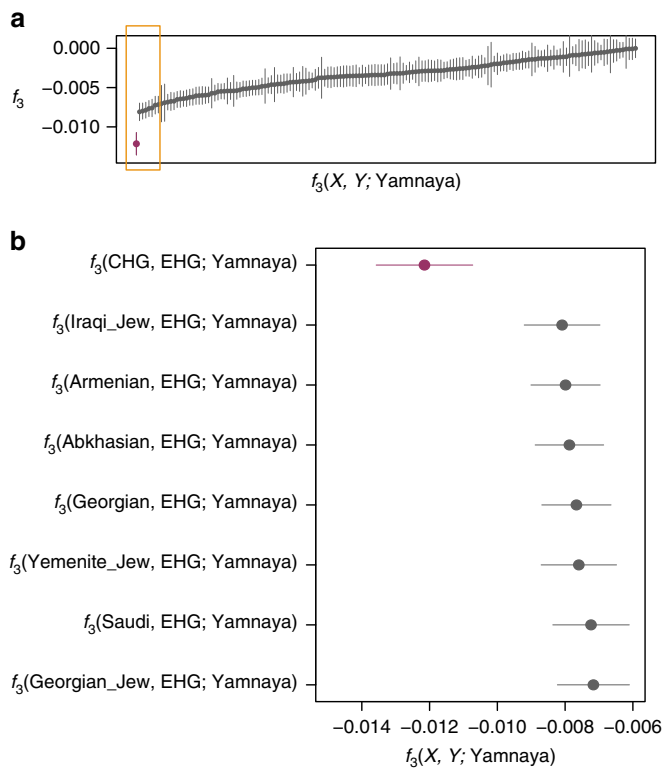 a
0.000
−0.005
−0.010
f3
f3(X, Y; Yamnaya)
b
f3(CHG, EHG; Yamnaya)
f3(Iraqi_Jew, EHG; Yamnaya)
f3(Armenian, EHG; Yamnaya)
f3(Abkhasian, EHG; Yamnaya)
f3(Georgian, EHG; Yamnaya)
f3(Yemenite_Jew, EHG; Yamnaya)
f3(Saudi, EHG; Yamnaya)
f3(Georgian_Jew, EHG; Yamnaya)
−0.014 −0.012 −0.010 −0.008 −0.006
f3(X, Y; Yamnaya)